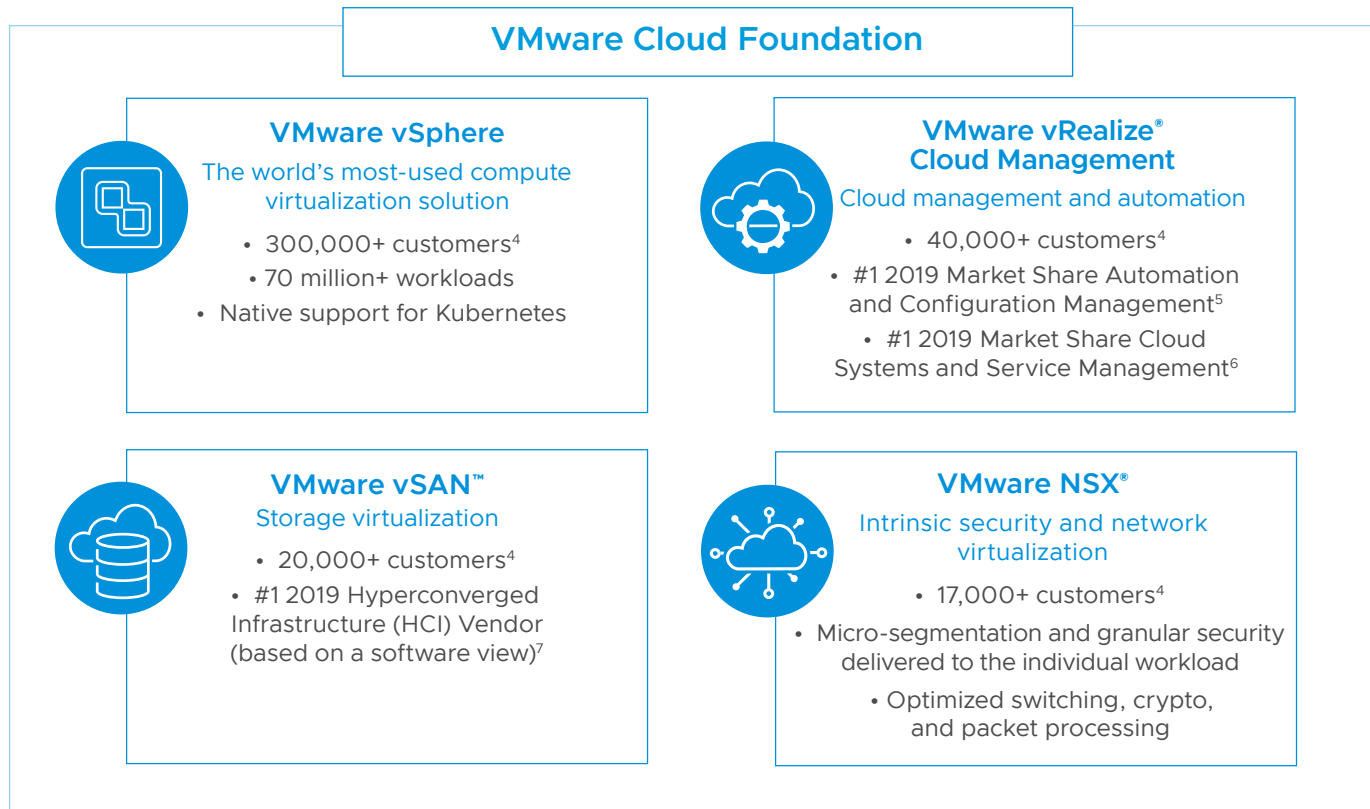 VMware Cloud Foundation
VMware vSphere
The world’s most-used compute
virtualization solution
• 300,000+ customers⁴
• 70 million+ workloads
• Native support for Kubernetes
VMware vRealize®
Cloud Management
Cloud management and automation
• 40,000+ customers⁴
• #1 2019 Market Share Automation
and Configuration Management⁵
• #1 2019 Market Share Cloud
Systems and Service Management⁶
VMware vSAN™
Storage virtualization
• 20,000+ customers⁴
• #1 2019 Hyperconverged
Infrastructure (HCI) Vendor
(based on a software view)⁷
VMware NSX®
Intrinsic security and network
virtualization
• 17,000+ customers⁴
• Micro-segmentation and granular security
delivered to the individual workload
• Optimized switching, crypto,
and packet processing